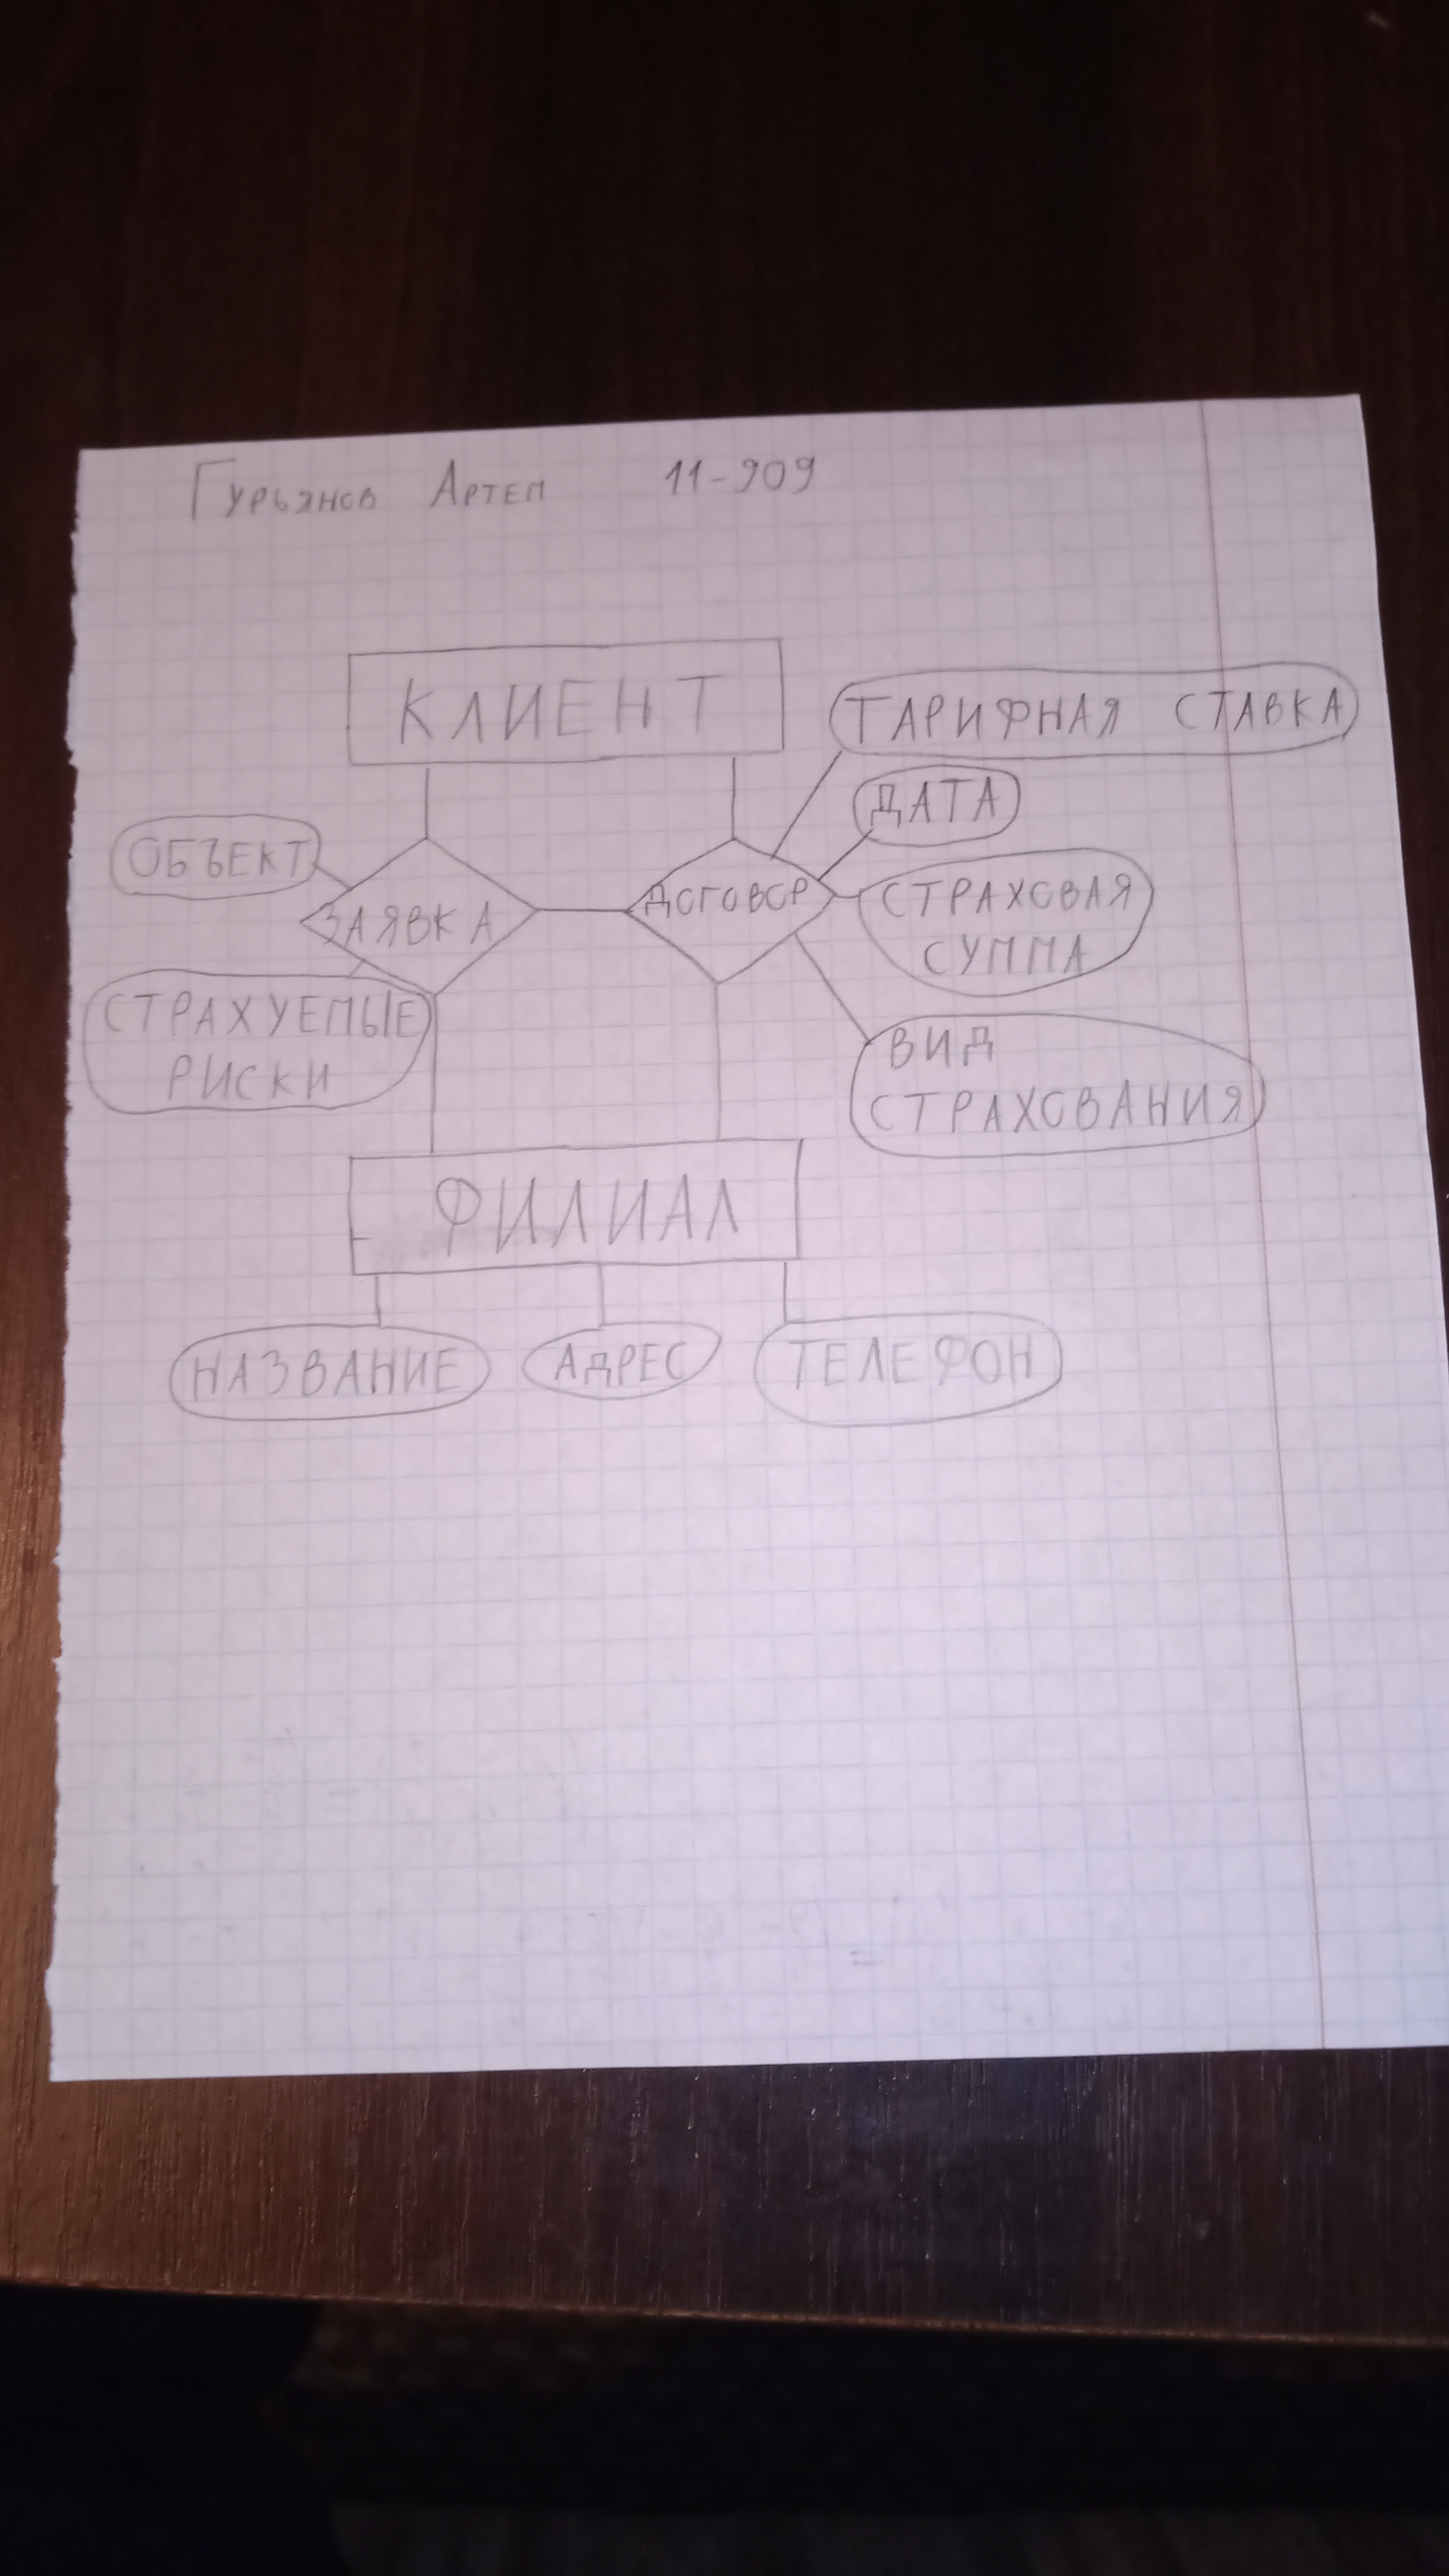 Гурьянов Артем 11-909
КЛИЕНТ
ТАРИФНАЯ СТАВКА
ДАТА
ОБЪЕКТ
ЗАЯВКА
ДОГОВОР
СТРАХОВАЯ
СУММА
СТРАХУЕМЫЕ
РИСКИ
ВИД
СТРАХОВАНИЯ
ФИЛИАЛ
НАЗВАНИЕ
АДРЕС
ТЕЛЕФОН